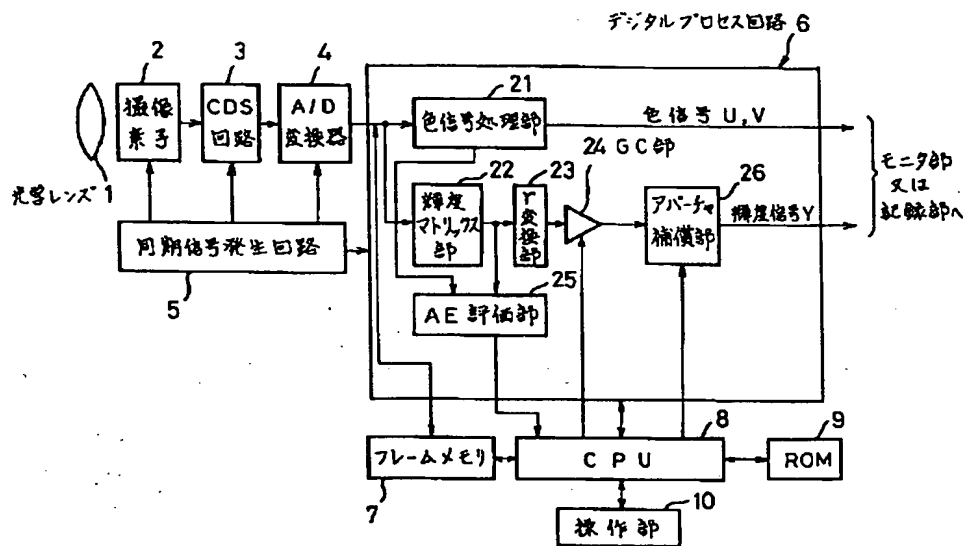 デジタルプロセス回路 6
2
3
4
撮像
素子
CDS
回路
A/D
変換器
21
色信号処理部
色信号 U,V
光学レンズ1
22
輝度
マトリックス
部
23
γ
変換部
24 GC部
26
アパーチャ
補償部
輝度信号Y
モニタ部
又は
記録部へ
同期信号発生回路
5
25
AE評価部
8
9
フレームメモリ
CPU
ROM
7
10
操作部